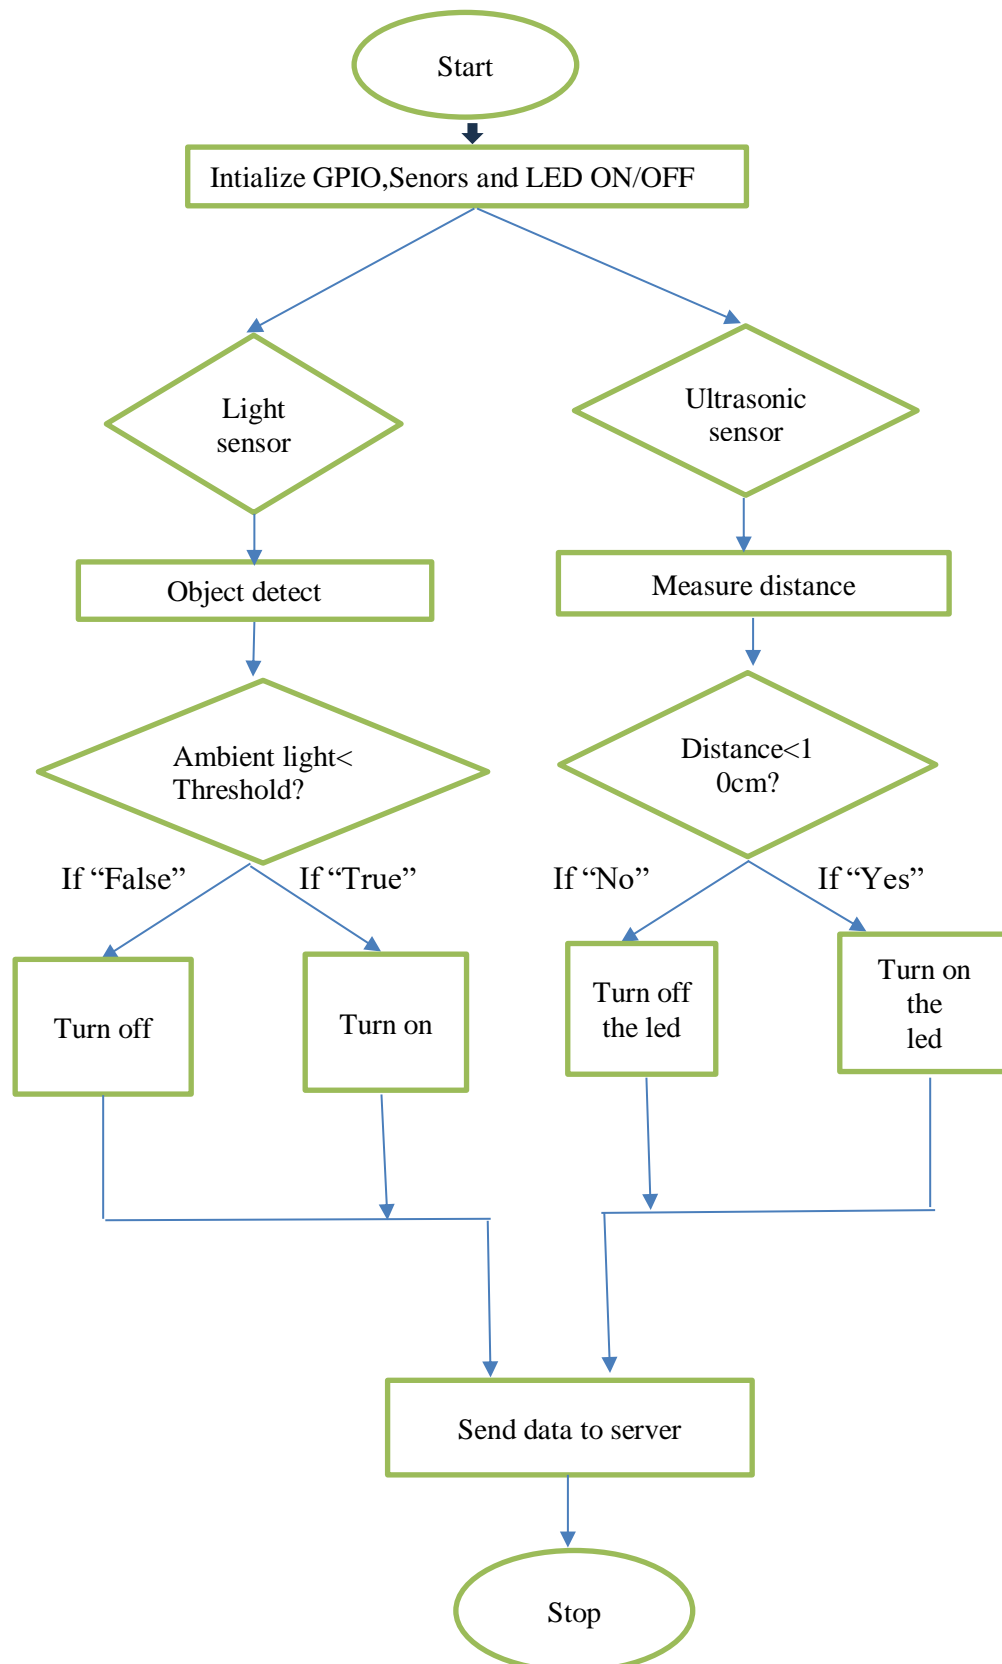 Start
Intialize GPIO,Senors and LED ON/OFF
Light
sensor
Ultrasonic
sensor
Object detect
Measure distance
Ambient light<
Threshold?
Distance<1
0cm?
If “False”
If “True”
If “No”
If “Yes”
Turn off
Turn on
Turn off
the led
Turn on
the
led
Send data to server
Stop